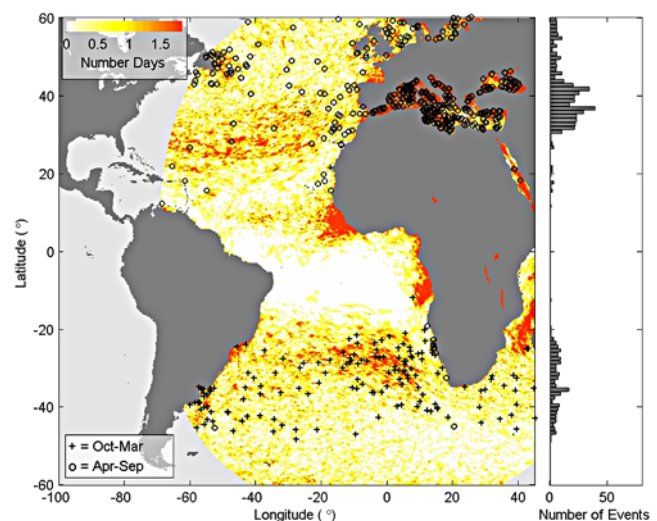 0 0.5 1 1.5
Number Days
60
40
20
0
-20
-40
-60
Latitude (°)
+ = Oct-Mar
o = Apr-Sep
-100 -80 -60 -40 -20 0 20 40
Longitude (°)
0 50
Number of Events